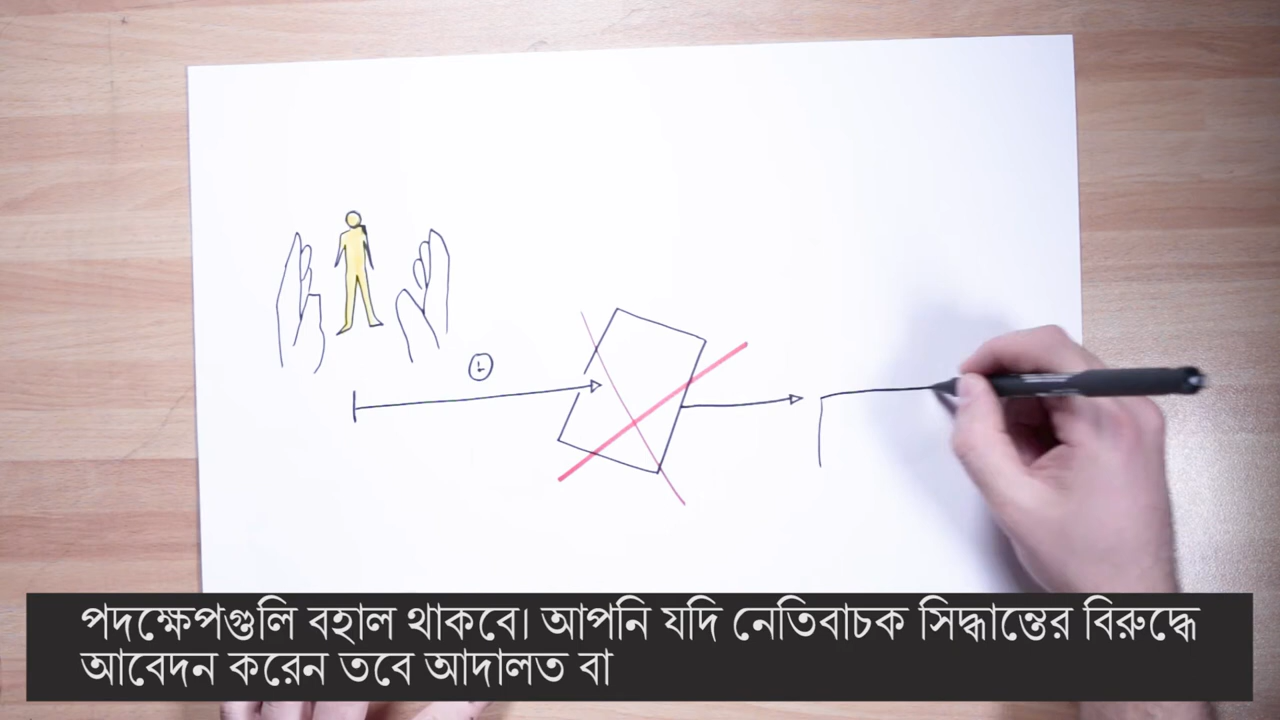 পদক্ষেপগুলি বহাল থাকবে। আপনি যদি নেতিবাচক সিদ্ধান্তের বিরুদ্ধে
আবেদন করেন তবে আদালত বা